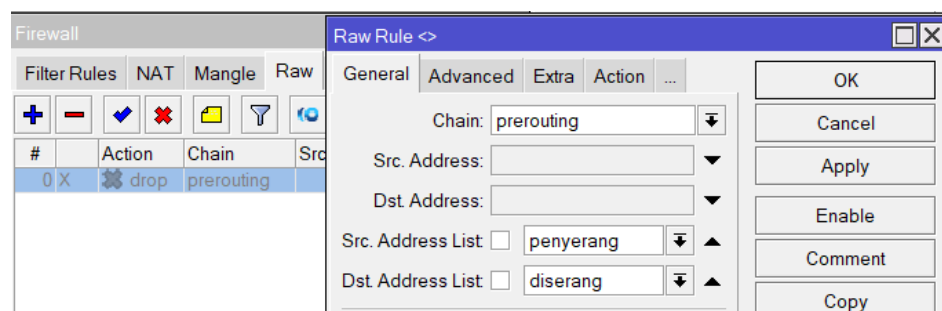 Firewall
Filter Rules NAT Mangle Raw
# Action Chain Src
0 X drop prerouting
Raw Rule <>
General Advanced Extra Action ...
Chain: prerouting
Src. Address:
Dst. Address:
Src. Address List: penyerang
Dst. Address List: diserang
OK
Cancel
Apply
Enable
Comment
Copy